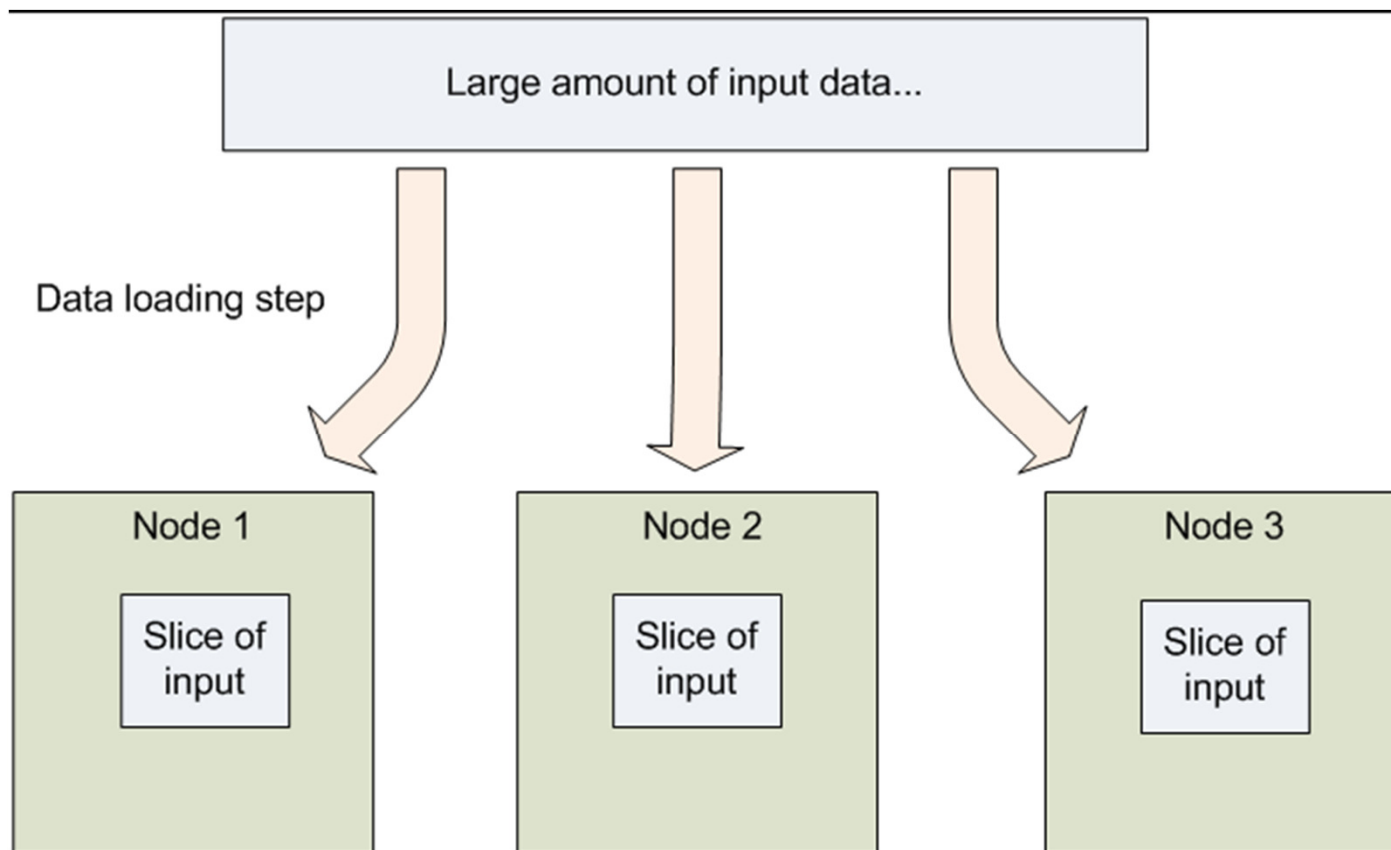 Large amount of input data...
Data loading step
Node 1
Node 2
Node 3
Slice of
input
Slice of
input
Slice of
input